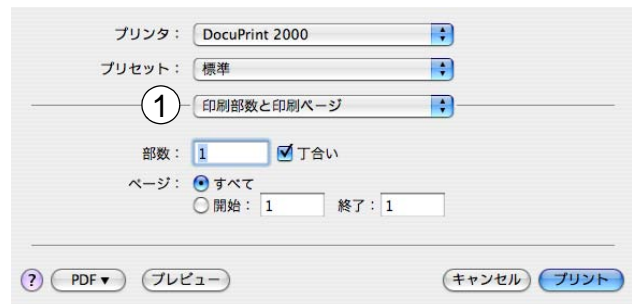 プリンタ： DocuPrint 2000
プリセット： 標準
① 印刷部数と印刷ページ
部数： 1 丁合い
ページ： すべて
開始： 1 終了： 1
? PDF▼ プレビュー キャンセル プリント